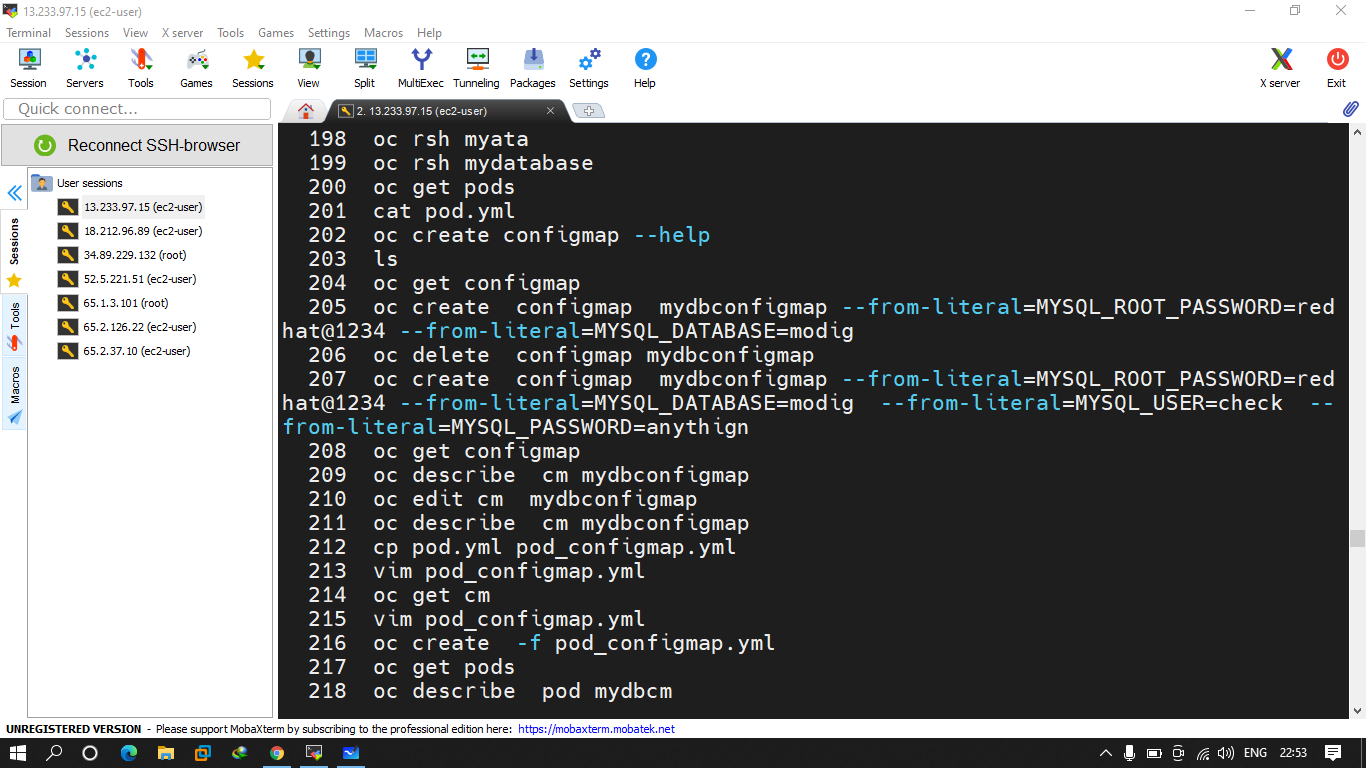 13.233.97.15 (ec2-user)
Terminal Sessions View X server Tools Games Settings Macros Help
Session Servers Tools Games Sessions View Split MultiExec Tunneling Packages Settings Help X server Exit
Quick connect...
2. 13.233.97.15 (ec2-user)
Reconnect SSH-browser
User sessions
13.233.97.15 (ec2-user)
18.212.96.89 (ec2-user)
34.89.229.132 (root)
52.5.221.51 (ec2-user)
65.1.3.101 (root)
65.2.126.22 (ec2-user)
65.2.37.10 (ec2-user)
Sessions
Tools
Macros
198 oc rsh myata
199 oc rsh mydatabase
200 oc get pods
201 cat pod.yml
202 oc create configmap --help
203 ls
204 oc get configmap
205 oc create configmap mydbconfigmap --from-literal=MYSQL_ROOT_PASSWORD=red
hat@1234 --from-literal=MYSQL_DATABASE=modig
206 oc delete configmap mydbconfigmap
207 oc create configmap mydbconfigmap --from-literal=MYSQL_ROOT_PASSWORD=red
hat@1234 --from-literal=MYSQL_DATABASE=modig --from-literal=MYSQL_USER=check --
from-literal=MYSQL_PASSWORD=anythign
208 oc get configmap
209 oc describe cm mydbconfigmap
210 oc edit cm mydbconfigmap
211 oc describe cm mydbconfigmap
212 cp pod.yml pod_configmap.yml
213 vim pod_configmap.yml
214 oc get cm
215 vim pod_configmap.yml
216 oc create -f pod_configmap.yml
217 oc get pods
218 oc describe pod mydbcm
UNREGISTERED VERSION - Please support MobaXterm by subscribing to the professional edition here: https://mobaxterm.mobatek.net
ENG 22:53